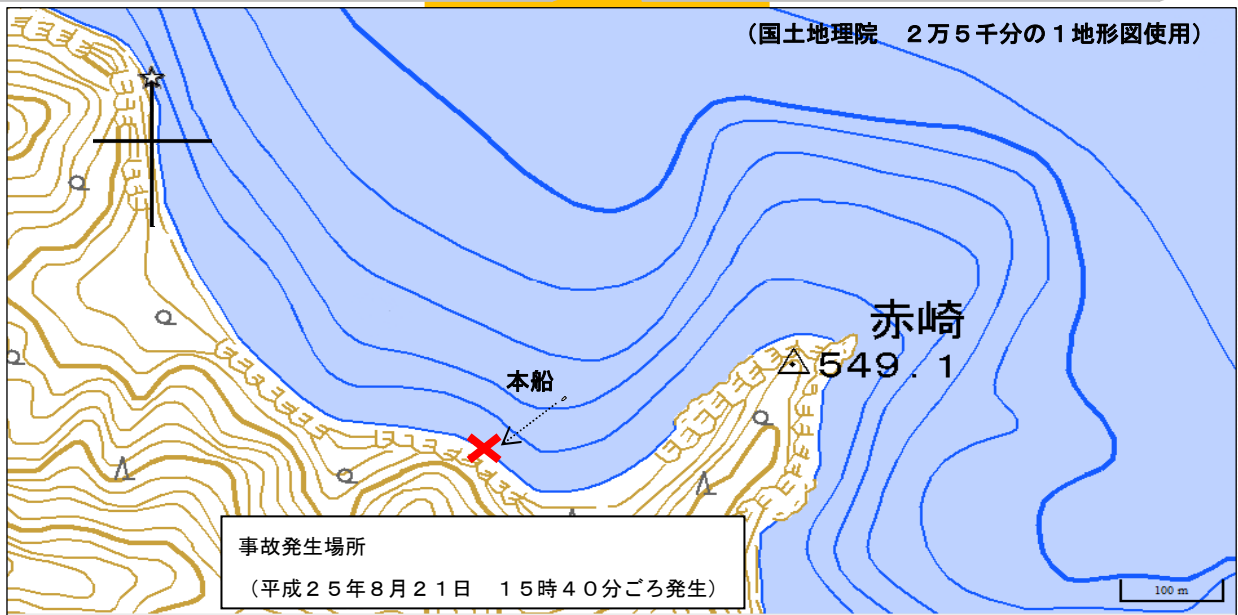 （国土地理院　２万５千分の１地形図使用）
赤崎
５４９．１
本船
事故発生場所
（平成２５年８月２１日　１５時４０分ごろ発生）
100 m